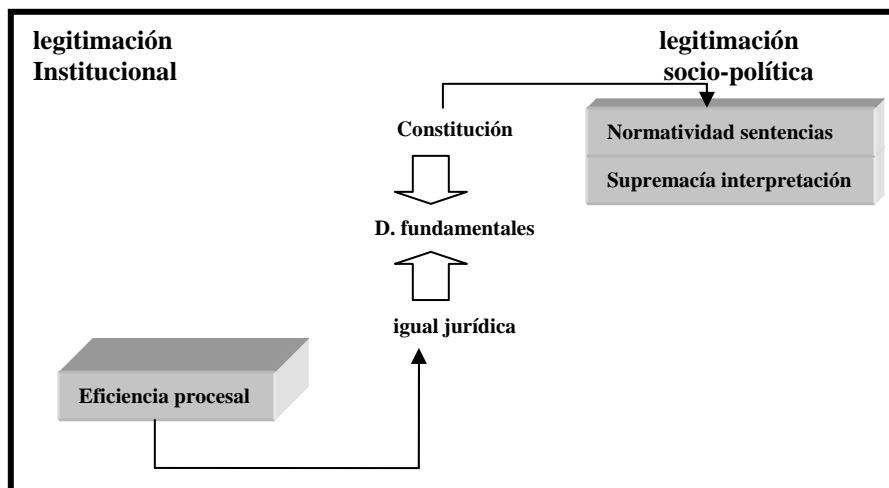 legitimación
Institucional
legitimación
socio-política
Constitución
Normatividad sentencias
Supremacía interpretación
D. fundamentales
igual jurídica
Eficiencia procesal